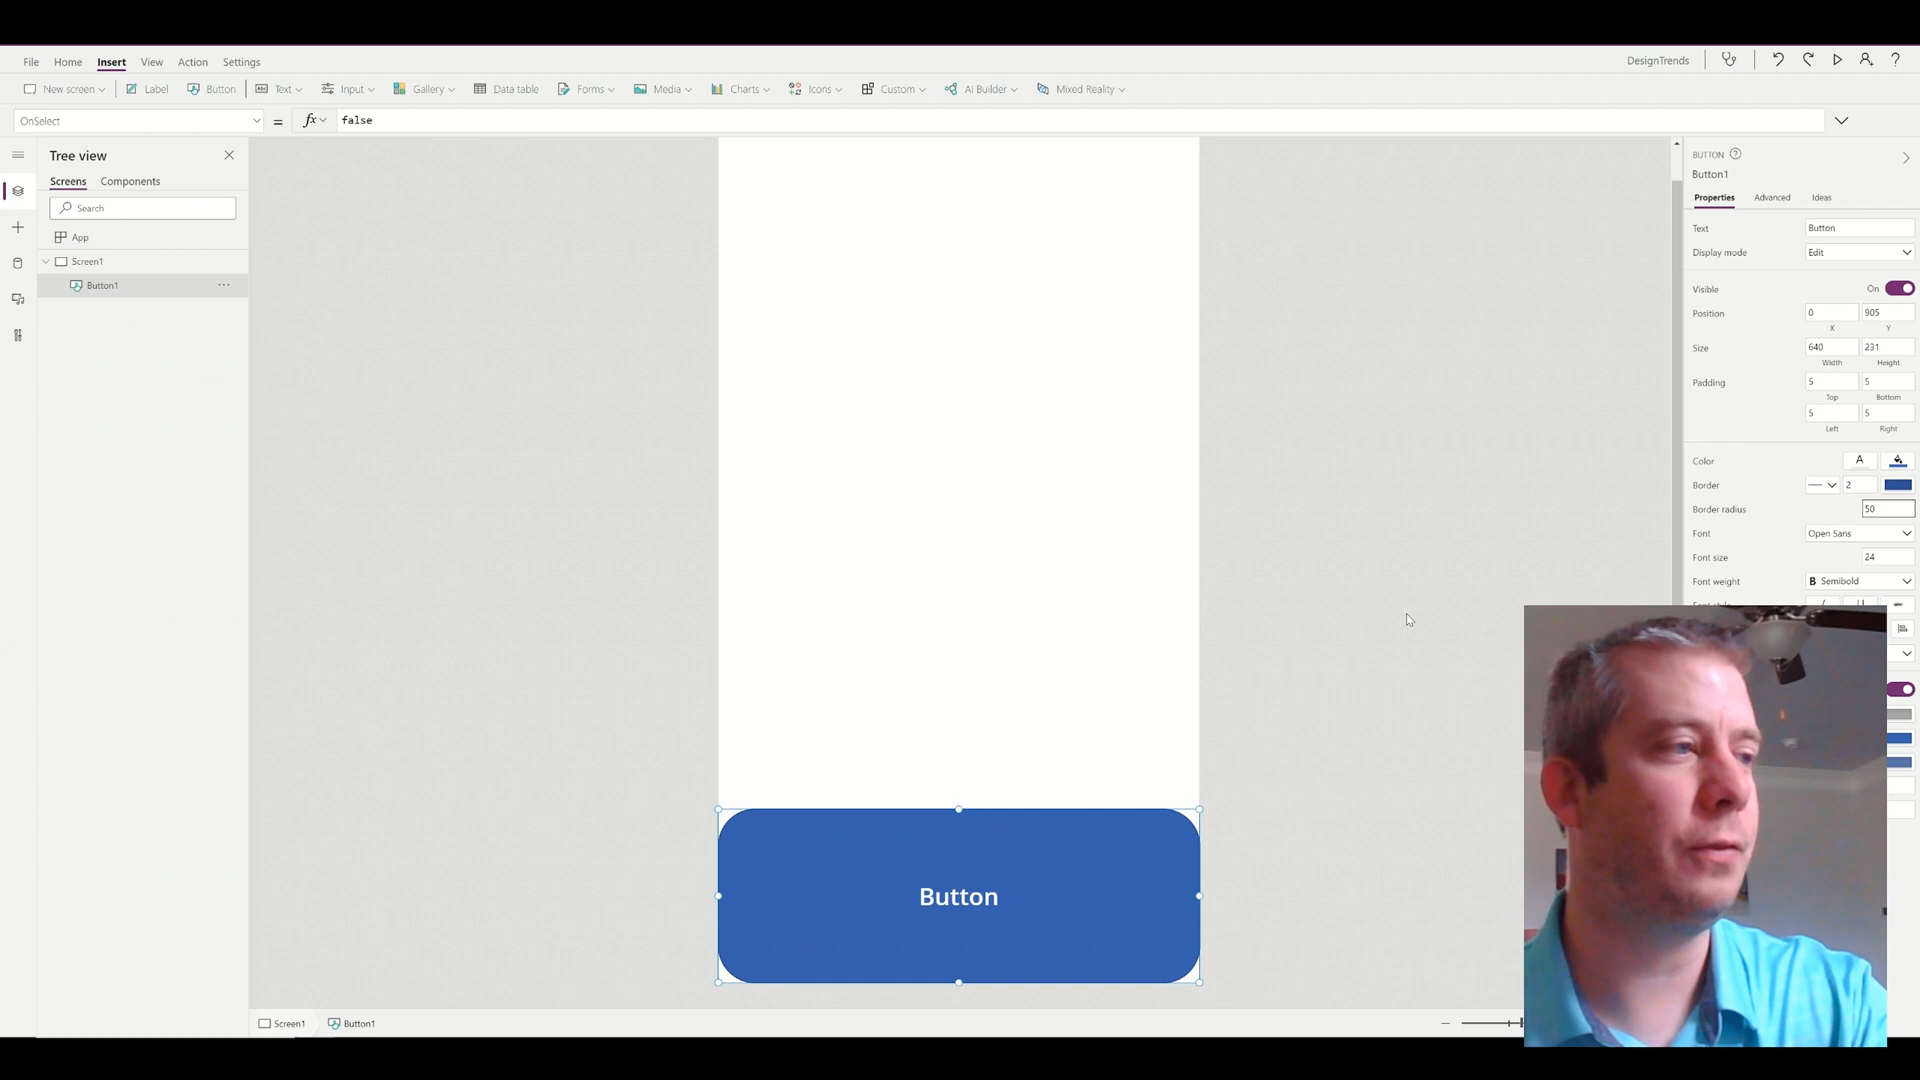 File Home Insert View Action Settings DesignTrends
New screen Label Button Text Input Gallery Data table Forms Media Charts Icons Custom AI Builder Mixed Reality
OnSelect = fx false
Tree view
Screens Components
Search
App
Screen1
Button1 ...
BUTTON
Button1
Properties Advanced Ideas
Text Button
Display mode Edit
Visible On
Position 0 905
X Y
Size 640 231
Width Height
Padding 5 5
Top Bottom
5 5
Left Right
Color A
Border 2
Border radius 50
Font Open Sans
Font size 24
Font weight B Semibold
Button
Screen1 Button1